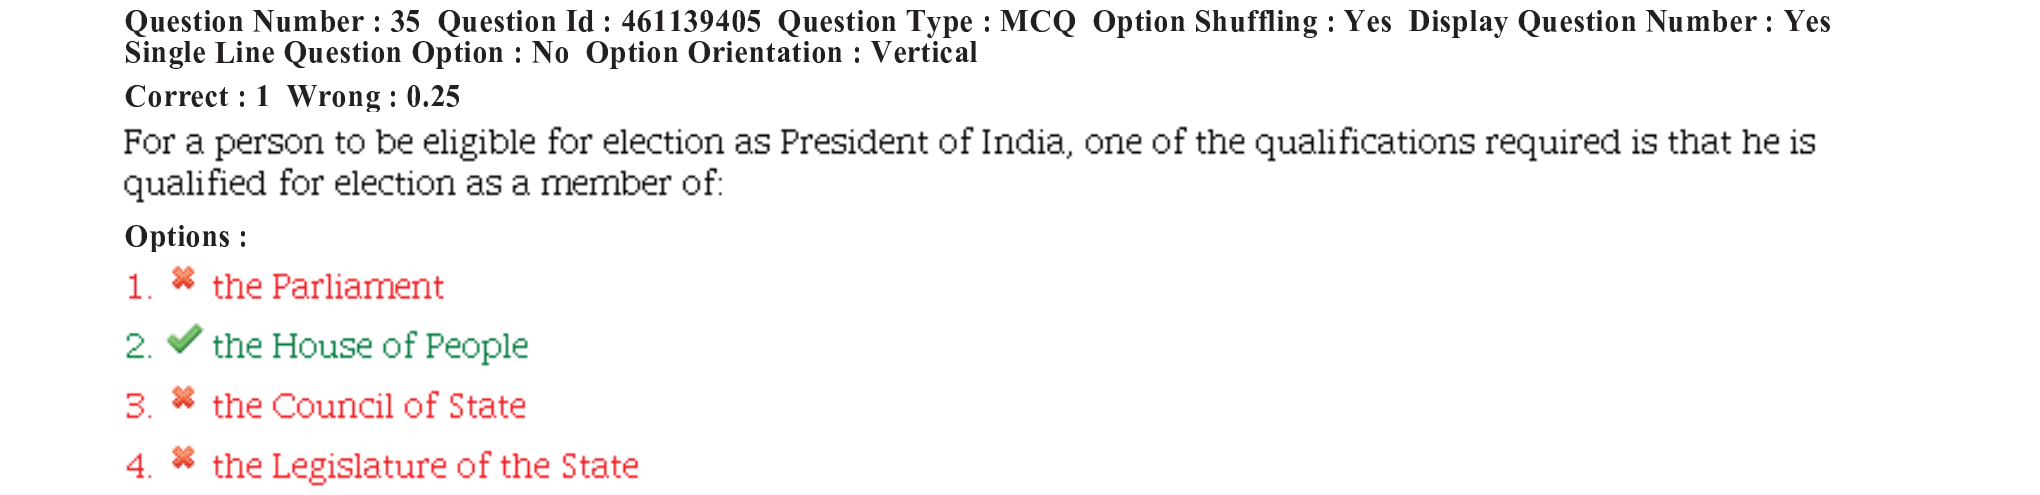 Question Number : 35 Question Id : 461139405 Question Type : MCQ Option Shuffling : Yes Display Question Number : Yes
Single Line Question Option : No Option Orientation : Vertical
Correct : 1 Wrong : 0.25
For a person to be eligible for election as President of India, one of the qualifications required is that he is
qualified for election as a member of:
Options :
1. ✖ the Parliament
2. ✔ the House of People
3. ✖ the Council of State
4. ✖ the Legislature of the State